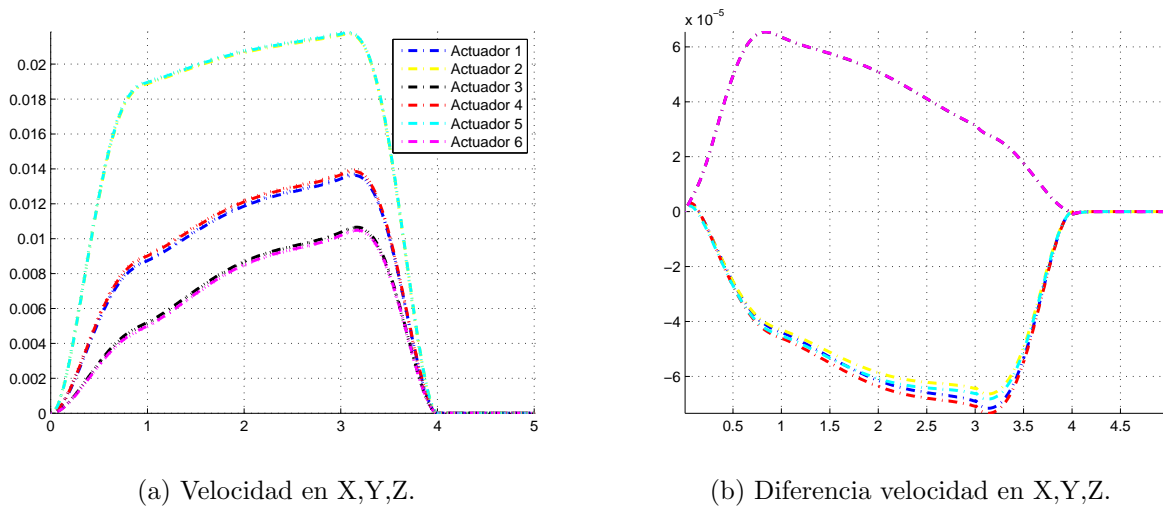 0.02
0.018
0.016
0.014
0.012
0.01
0.008
0.006
0.004
0.002
0
0 1 2 3 4 5
Actuador 1
Actuador 2
Actuador 3
Actuador 4
Actuador 5
Actuador 6
(a) Velocidad en X,Y,Z.
x 10⁻⁵
6
4
2
0
−2
−4
−6
0.5 1 1.5 2 2.5 3 3.5 4 4.5
(b) Diferencia velocidad en X,Y,Z.